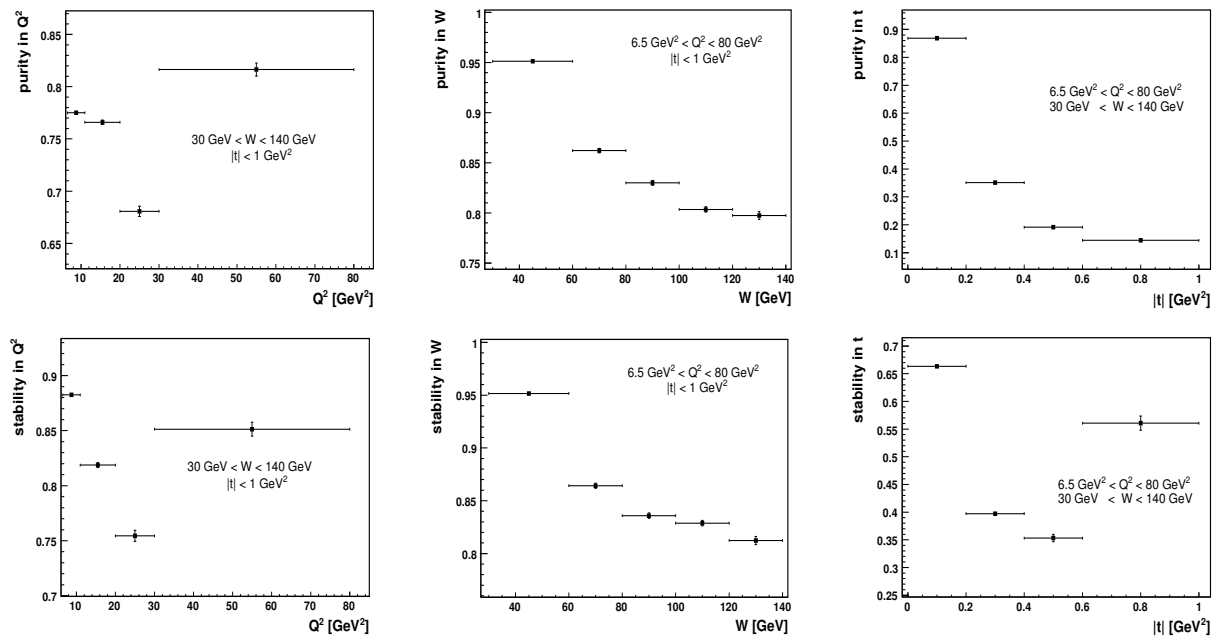 purity in Q²
0.85
0.8
0.75
0.7
0.65
30 GeV < W < 140 GeV
|t| < 1 GeV²
10 20 30 40 50 60 70 80
Q² [GeV²]
purity in W
1
0.95
0.9
0.85
0.8
0.75
6.5 GeV² < Q² < 80 GeV²
|t| < 1 GeV²
40 60 80 100 120 140
W [GeV]
purity in t
0.9
0.8
0.7
0.6
0.5
0.4
0.3
0.2
0.1
6.5 GeV² < Q² < 80 GeV²
30 GeV < W < 140 GeV
0 0.2 0.4 0.6 0.8 1
|t| [GeV²]
stability in Q²
0.9
0.85
0.8
0.75
0.7
30 GeV < W < 140 GeV
|t| < 1 GeV²
10 20 30 40 50 60 70 80
Q² [GeV²]
stability in W
1
0.95
0.9
0.85
0.8
6.5 GeV² < Q² < 80 GeV²
|t| < 1 GeV²
40 60 80 100 120 140
W [GeV]
stability in t
0.7
0.65
0.6
0.55
0.5
0.45
0.4
0.35
0.3
0.25
6.5 GeV² < Q² < 80 GeV²
30 GeV < W < 140 GeV
0 0.2 0.4 0.6 0.8 1
|t| [GeV²]